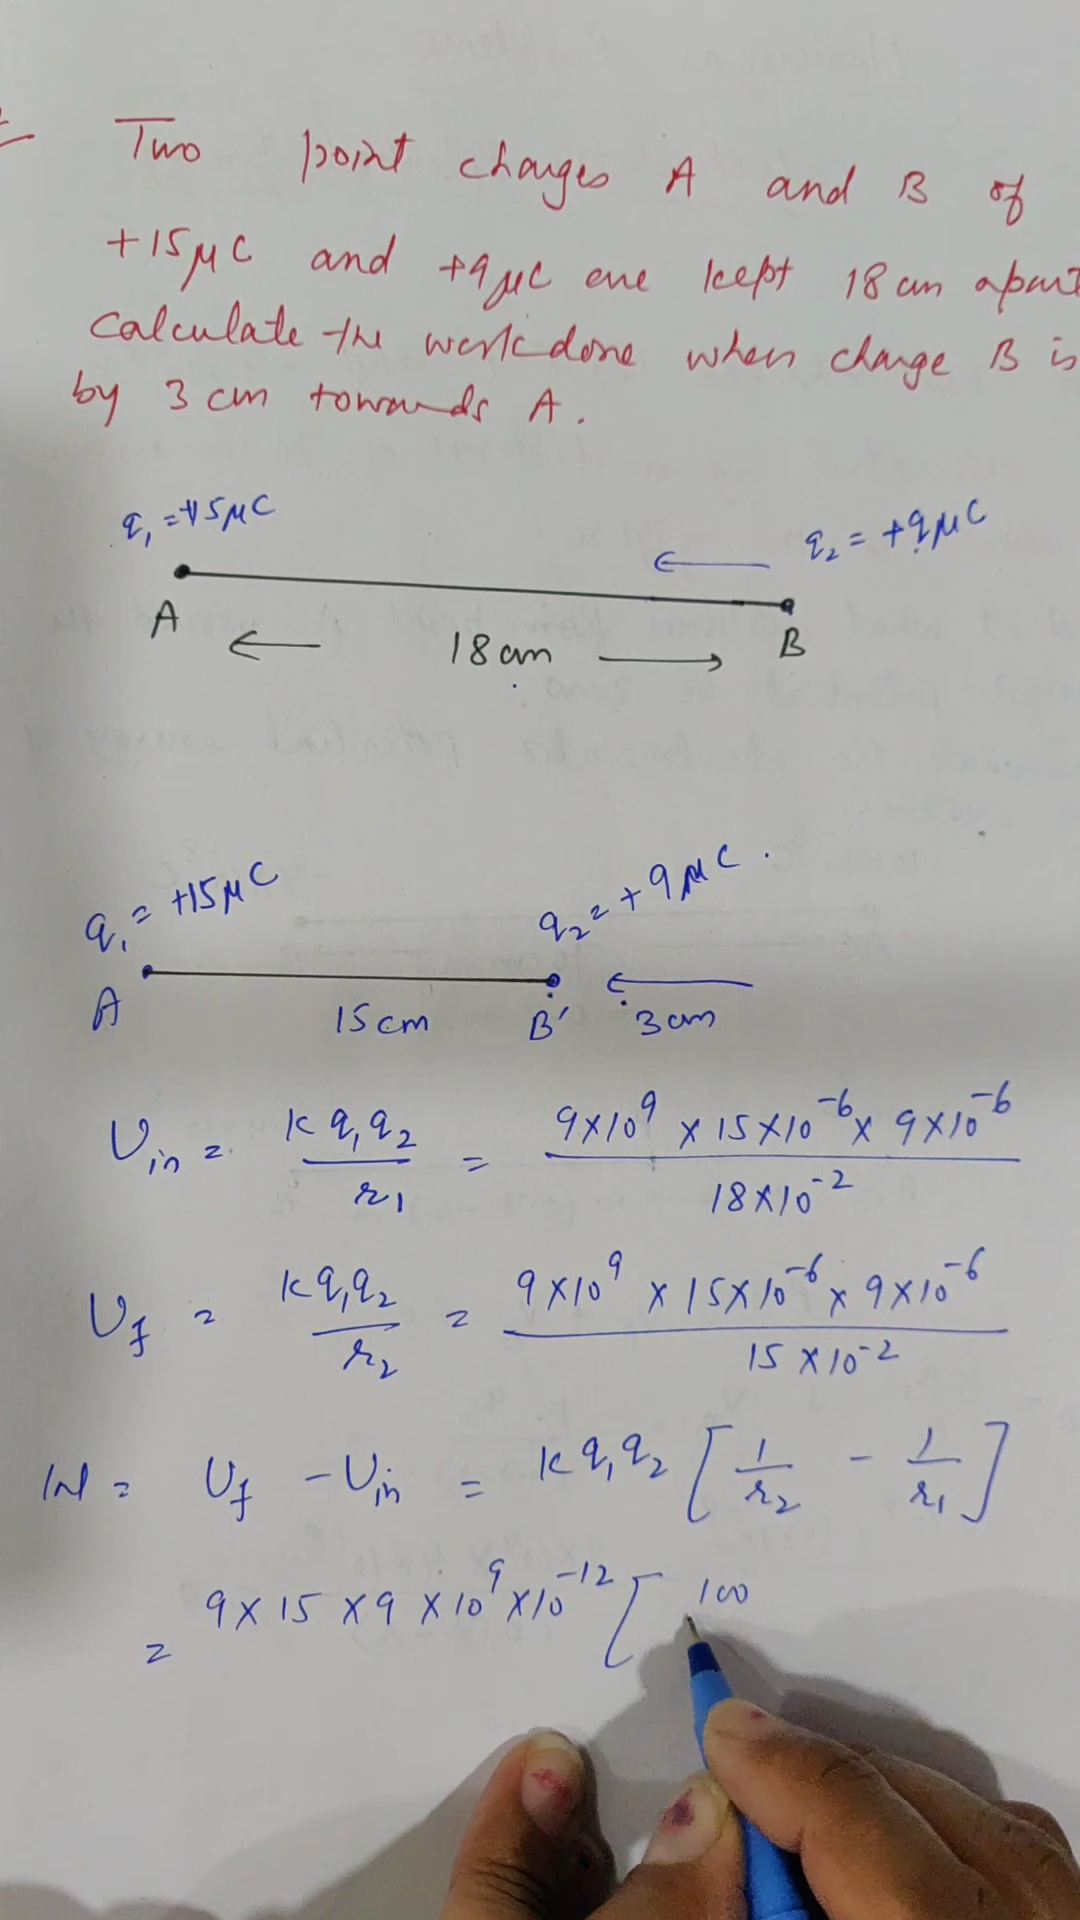 Two point charges A and B of
+15μC and +9μC are kept 18 cm apart
Calculate the workdone when charge B is
by 3 cm towards A.
q₁ = +15μC
q₂ = +9μC
A ← 18 cm → B
q₁ = +15μC
q₂ = +9μC
A 15 cm B′ 3 cm
U_in = kq₁q₂/r₁ = 9×10⁹ × 15×10⁻⁶ × 9×10⁻⁶ / 18×10⁻²
U_f = kq₁q₂/r₂ = 9×10⁹ × 15×10⁻⁶ × 9×10⁻⁶ / 15×10⁻²
W = U_f - U_in = kq₁q₂ [1/r₂ - 1/r₁]
= 9×15×9×10⁹×10⁻¹² [100